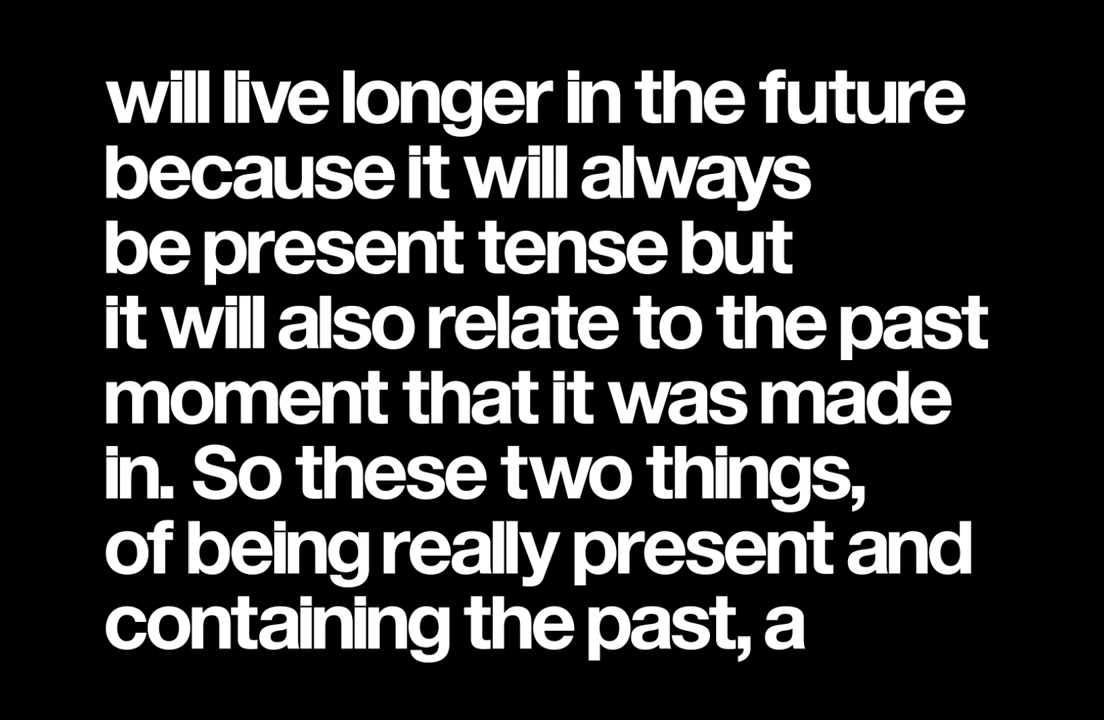 will live longer in the future
because it will always
be present tense but
it will also relate to the past
moment that it was made
in. So these two things,
of being really present and
containing the past, a